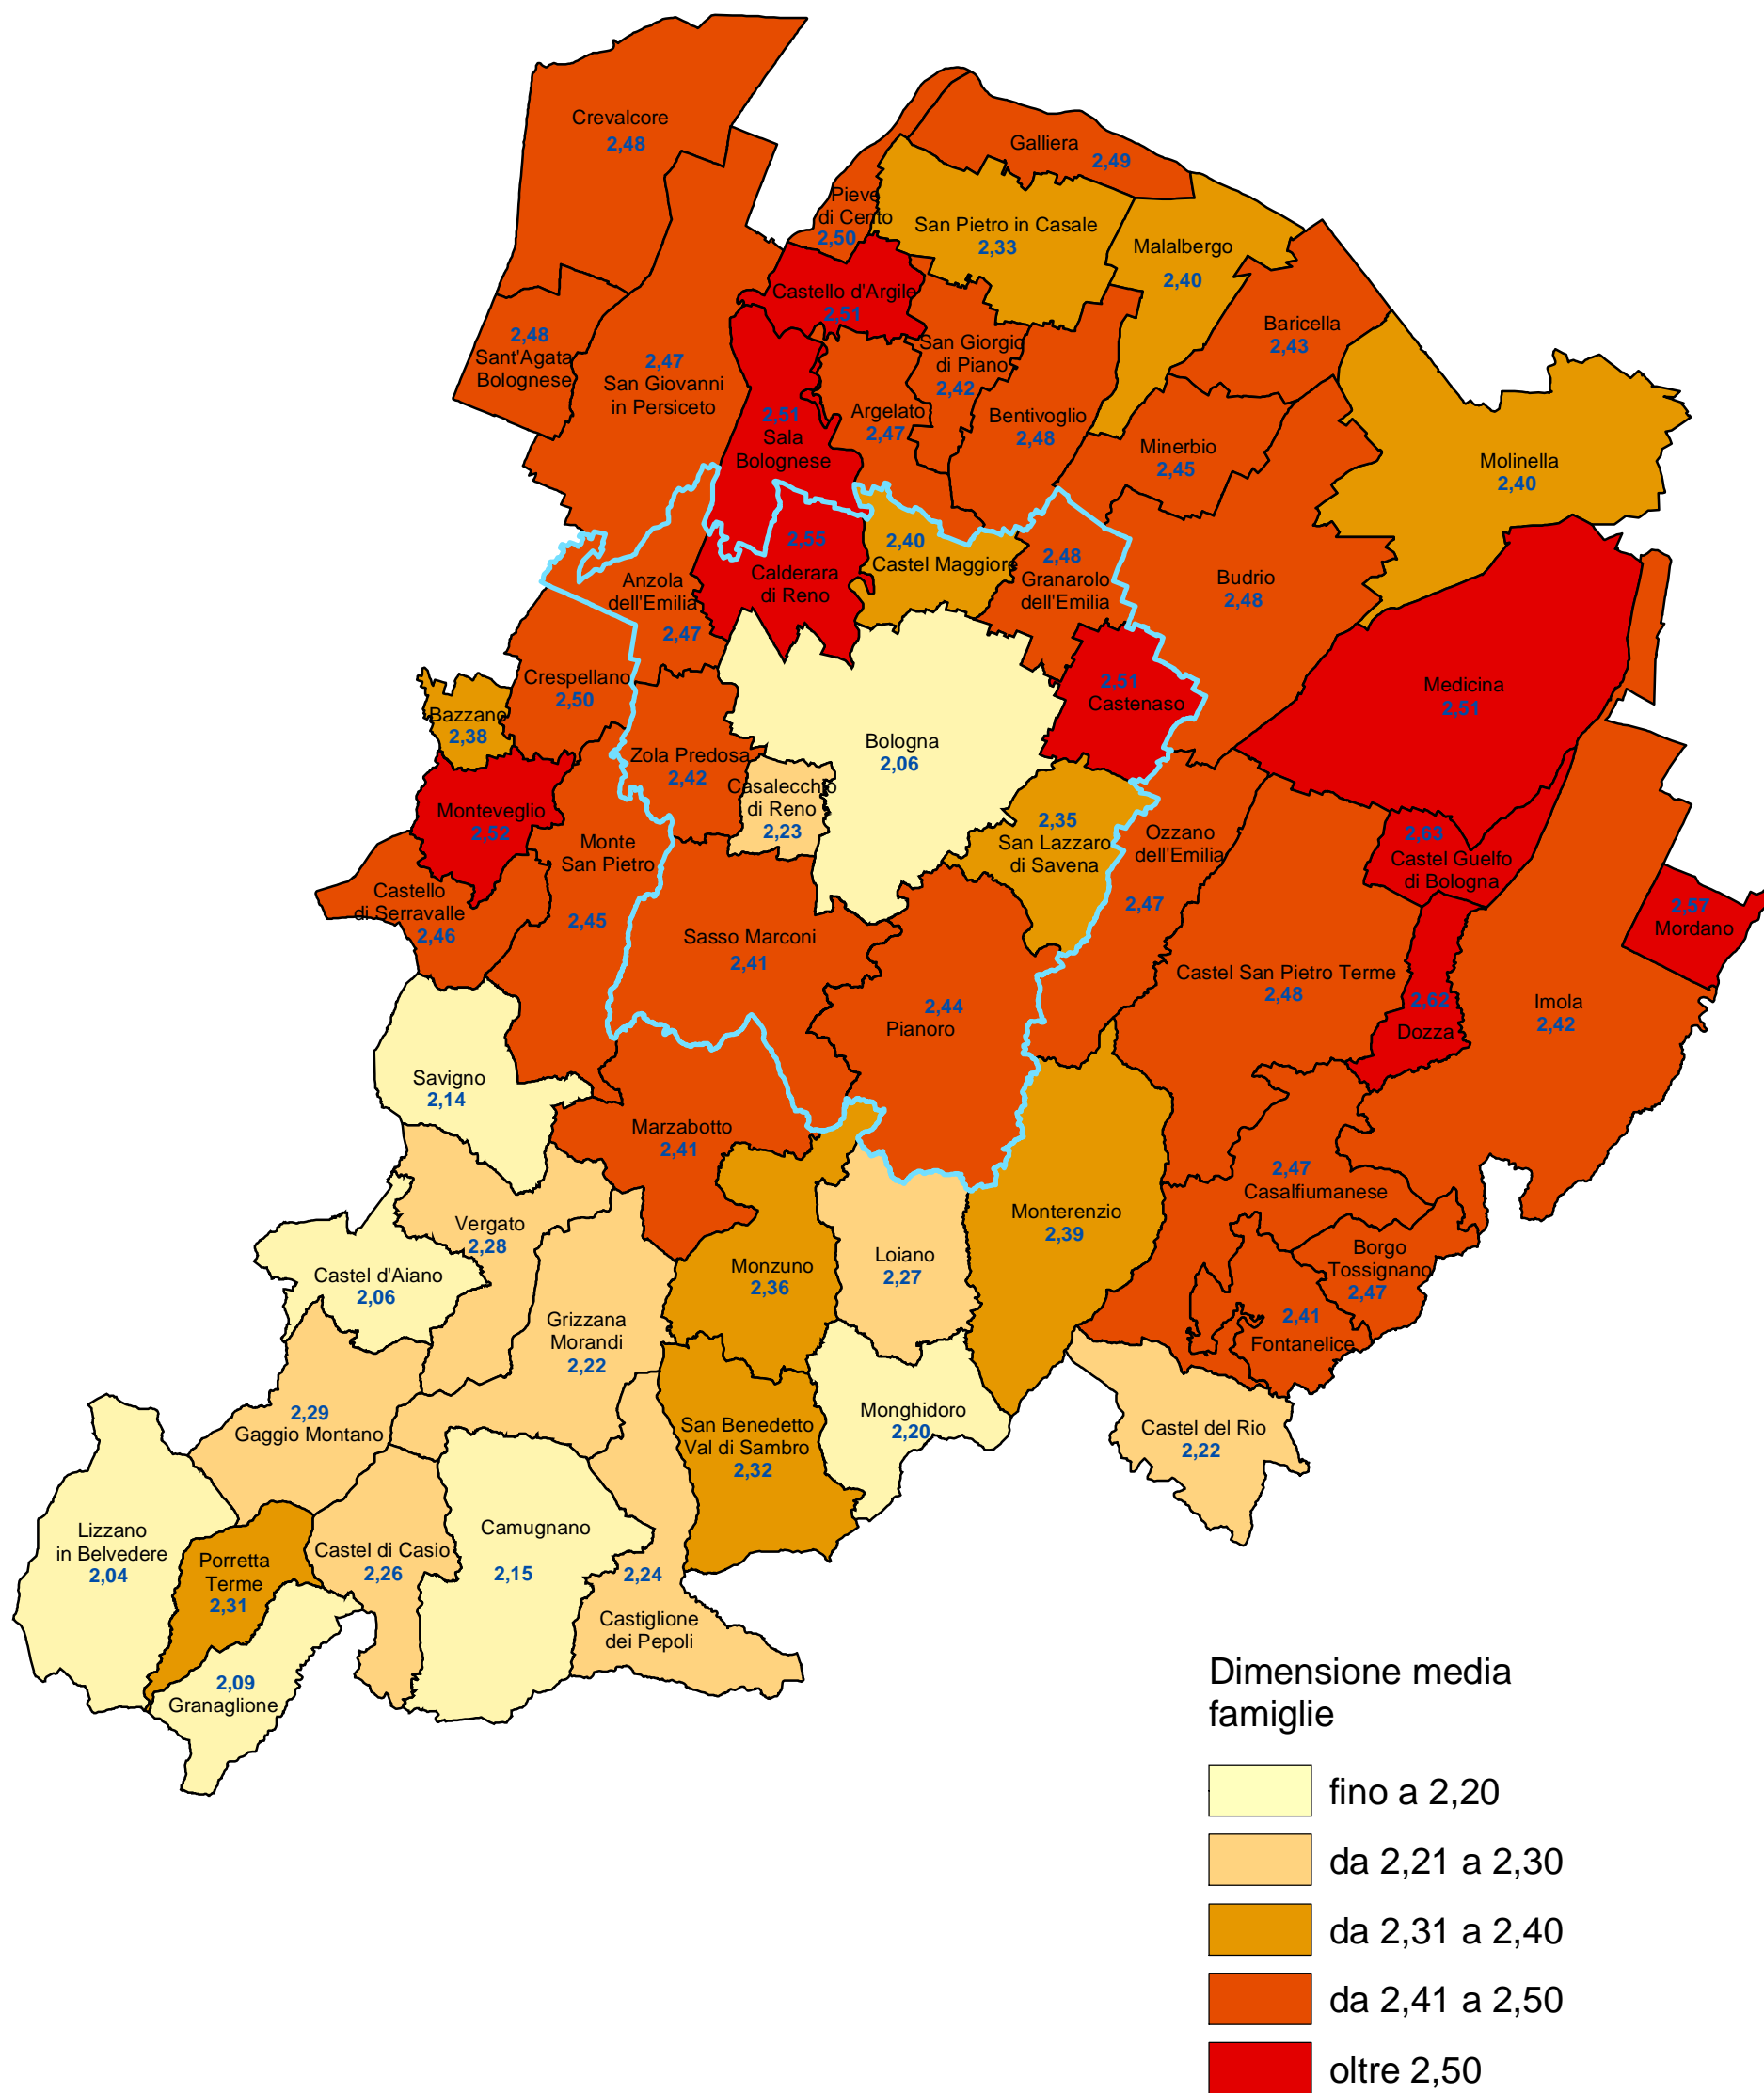 Crevalcore
2,48
Galliera
2,49
Pieve
di Cento
2,50
San Pietro in Casale
2,33
Malalbergo
2,40
Castello d'Argile
2,51
Baricella
2,43
2,48
Sant'Agata
Bolognese
2,47
San Giovanni
in Persiceto
San Giorgio
di Piano
2,42
2,51
Sala
Bolognese
Argelato
2,47
Bentivoglio
2,48
Minerbio
2,45
Molinella
2,40
2,55
Calderara
di Reno
2,40
Castel Maggiore
2,48
Granarolo
dell'Emilia
Budrio
2,48
Anzola
dell'Emilia
2,47
Crespellano
2,50
2,51
Castenaso
Medicina
2,51
Bazzano
2,38
Bologna
2,06
Zola Predosa
2,42
Casalecchio
di Reno
2,23
Monteveglio
2,52
2,35
San Lazzaro
di Savena
Ozzano
dell'Emilia
2,47
2,63
Castel Guelfo
di Bologna
Monte
San Pietro
2,45
Castello
di Serravalle
2,46
2,57
Mordano
Sasso Marconi
2,41
Castel San Pietro Terme
2,48
2,62
Dozza
Imola
2,42
2,44
Pianoro
Savigno
2,14
Marzabotto
2,41
2,47
Casalfiumanese
Vergato
2,28
Monterenzio
2,39
Castel d'Aiano
2,06
Monzuno
2,36
Loiano
2,27
Borgo
Tossignano
2,47
Grizzana
Morandi
2,22
2,41
Fontanelice
2,29
Gaggio Montano
San Benedetto
Val di Sambro
2,32
Monghidoro
2,20
Castel del Rio
2,22
Lizzano
in Belvedere
2,04
Porretta
Terme
2,31
Castel di Casio
2,26
Camugnano
2,15
2,24
Castiglione
dei Pepoli
2,09
Granaglione
Dimensione media
famiglie
fino a 2,20
da 2,21 a 2,30
da 2,31 a 2,40
da 2,41 a 2,50
oltre 2,50